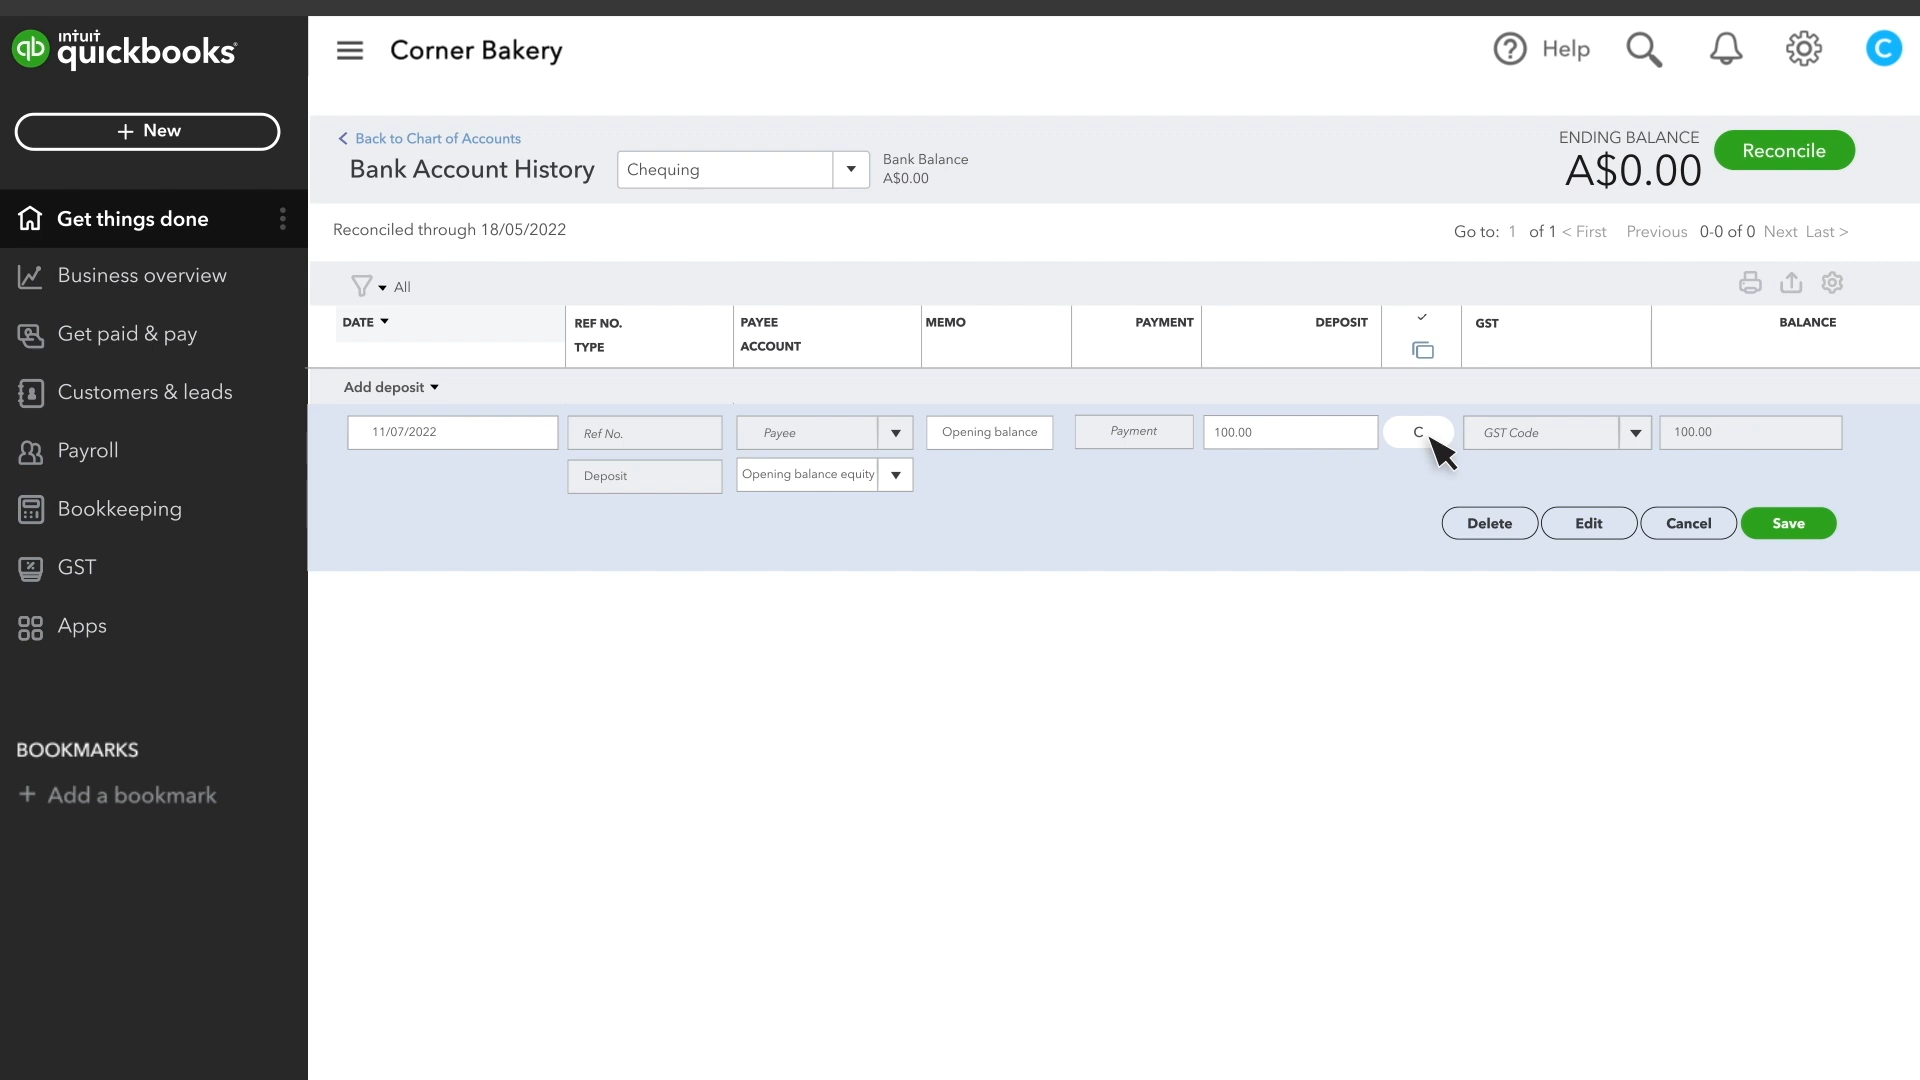 intuit
quickbooks
Corner Bakery
Help
C
+ New
Get things done
Business overview
Get paid & pay
Customers & leads
Payroll
Bookkeeping
GST
Apps
BOOKMARKS
+ Add a bookmark
< Back to Chart of Accounts
Bank Account History
Chequing
Bank Balance
A$0.00
ENDING BALANCE
A$0.00
Reconcile
Reconciled through 18/05/2022
Go to: 1 of 1 < First Previous 0-0 of 0 Next Last >
All
DATE
REF NO.
TYPE
PAYEE
ACCOUNT
MEMO
PAYMENT
DEPOSIT
GST
BALANCE
Add deposit
11/07/2022
Ref No.
Payee
Opening balance
Payment
100.00
C
GST Code
100.00
Deposit
Opening balance equity
Delete
Edit
Cancel
Save